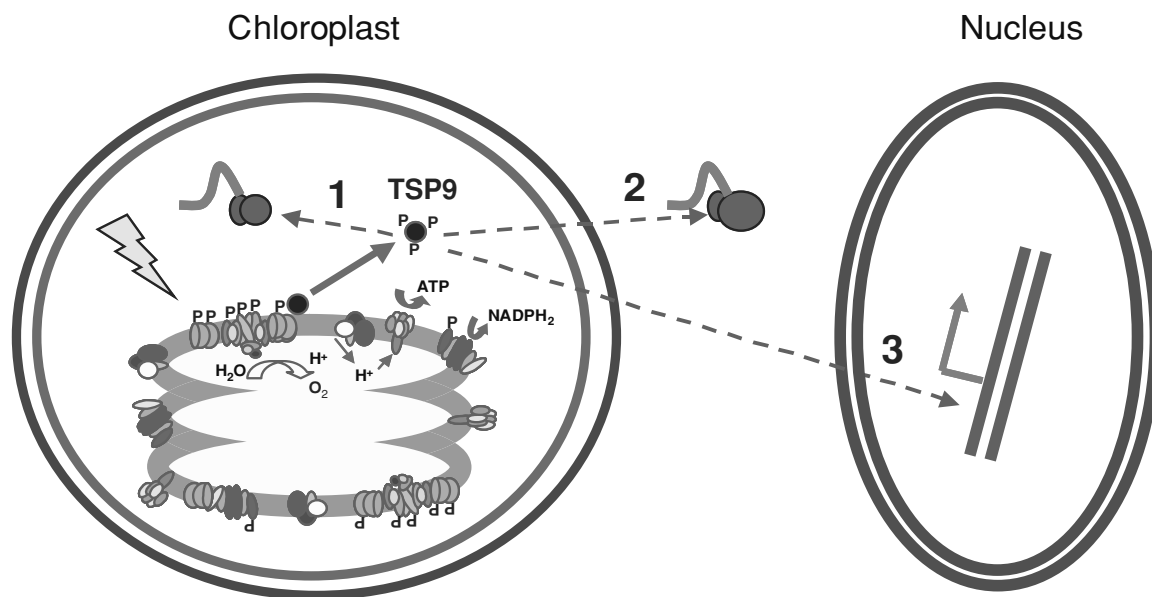 Chloroplast
Nucleus
1
TSP9
2
P P
P
ATP
P P P P P P
P
NADPH₂
3
H₂O
H⁺
H⁺
O₂
P
P P P P